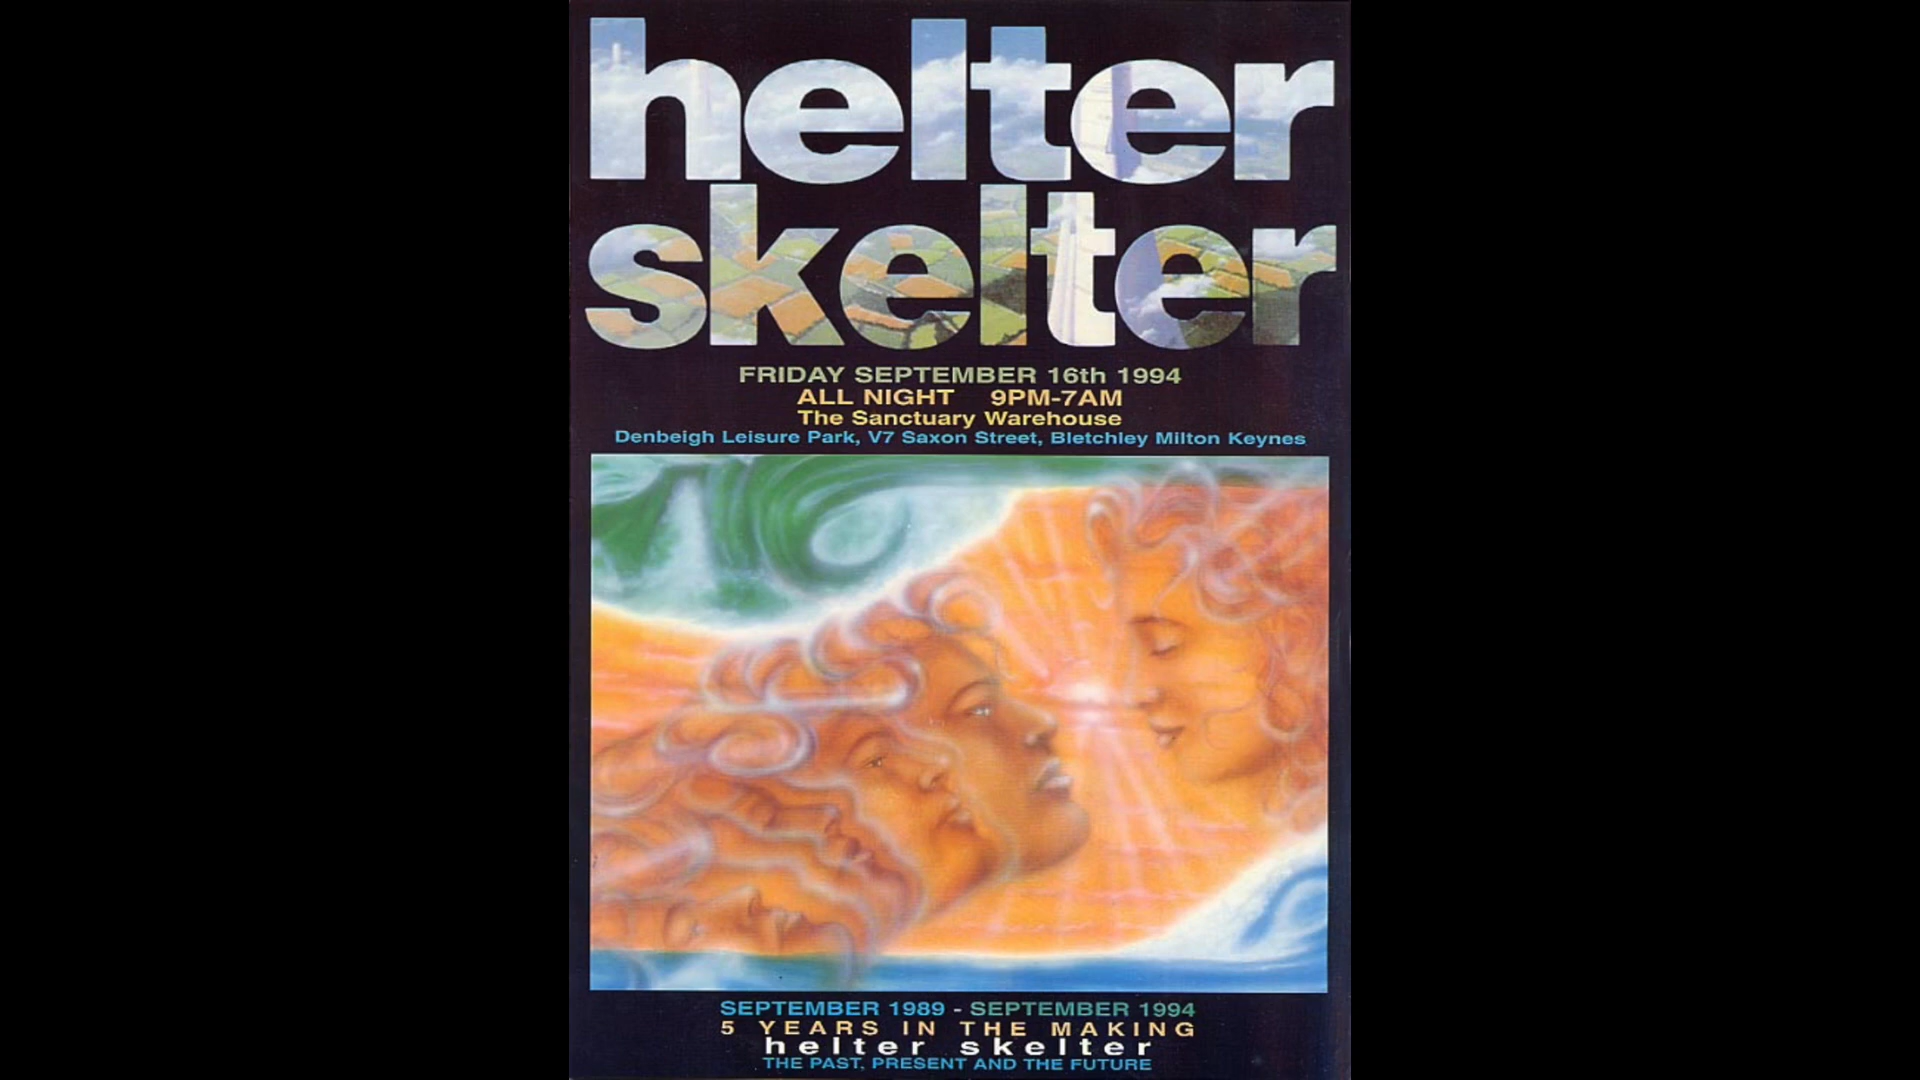 helter
skelter
FRIDAY SEPTEMBER 16th 1994
ALL NIGHT 9PM-7AM
The Sanctuary Warehouse
Denbeigh Leisure Park, V7 Saxon Street, Bletchley Milton Keynes
SEPTEMBER 1989 - SEPTEMBER 1994
5 YEARS IN THE MAKING
helter skelter
THE PAST, PRESENT AND THE FUTURE